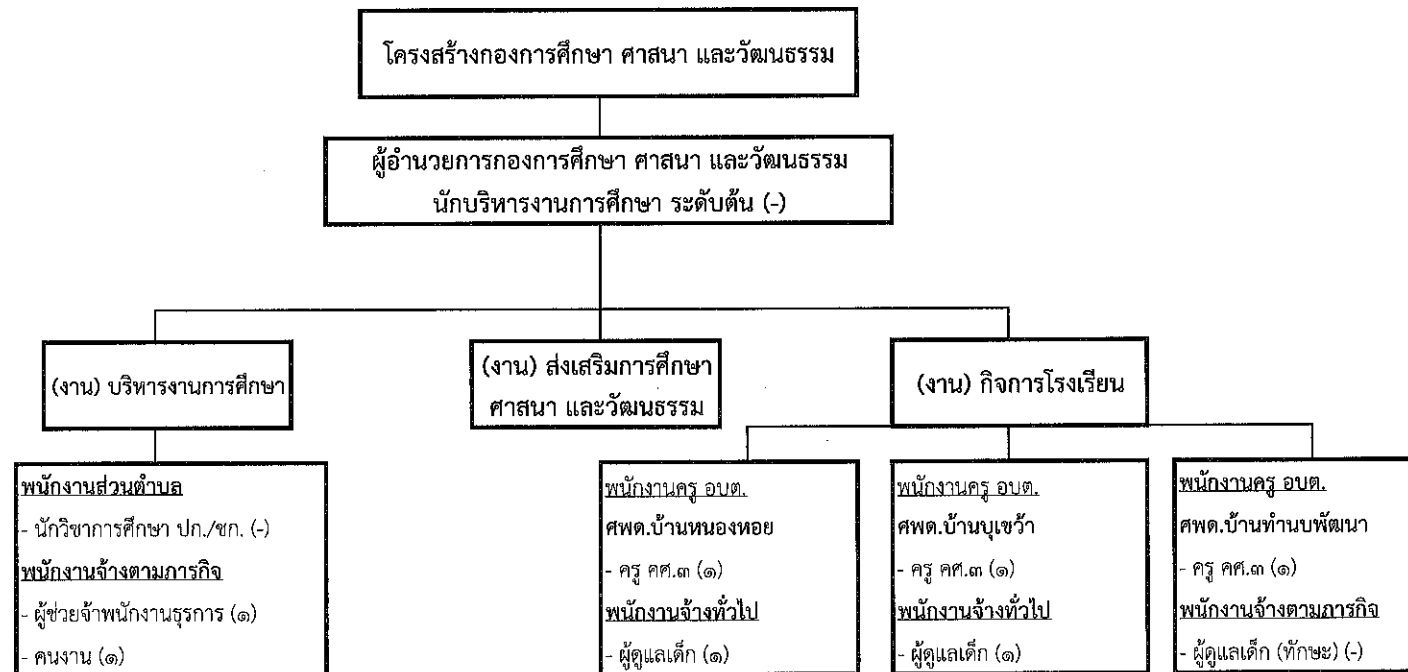 โครงสร้างกองการศึกษา ศาสนา และวัฒนธรรม
ผู้อำนวยการกองการศึกษา ศาสนา และวัฒนธรรม
นักบริหารงานการศึกษา ระดับต้น (-)
(งาน) บริหารงานการศึกษา
(งาน) ส่งเสริมการศึกษา
ศาสนา และวัฒนธรรม
(งาน) กิจการโรงเรียน
พนักงานส่วนตำบล
- นักวิชาการศึกษา ปก./ชก. (-)
พนักงานจ้างตามภารกิจ
- ผู้ช่วยจ้าพนักงานธุรการ (๑)
- คนงาน (๑)
พนักงานครู อบต.
ศพด.บ้านหนองหอย
- ครู คศ.๓ (๑)
พนักงานจ้างทั่วไป
- ผู้ดูแลเด็ก (๑)
พนักงานครู อบต.
ศพด.บ้านบุเขว้า
- ครู คศ.๓ (๑)
พนักงานจ้างทั่วไป
- ผู้ดูแลเด็ก (๑)
พนักงานครู อบต.
ศพด.บ้านทำนบพัฒนา
- ครู คศ.๓ (๑)
พนักงานจ้างตามภารกิจ
- ผู้ดูแลเด็ก (ทักษะ) (-)